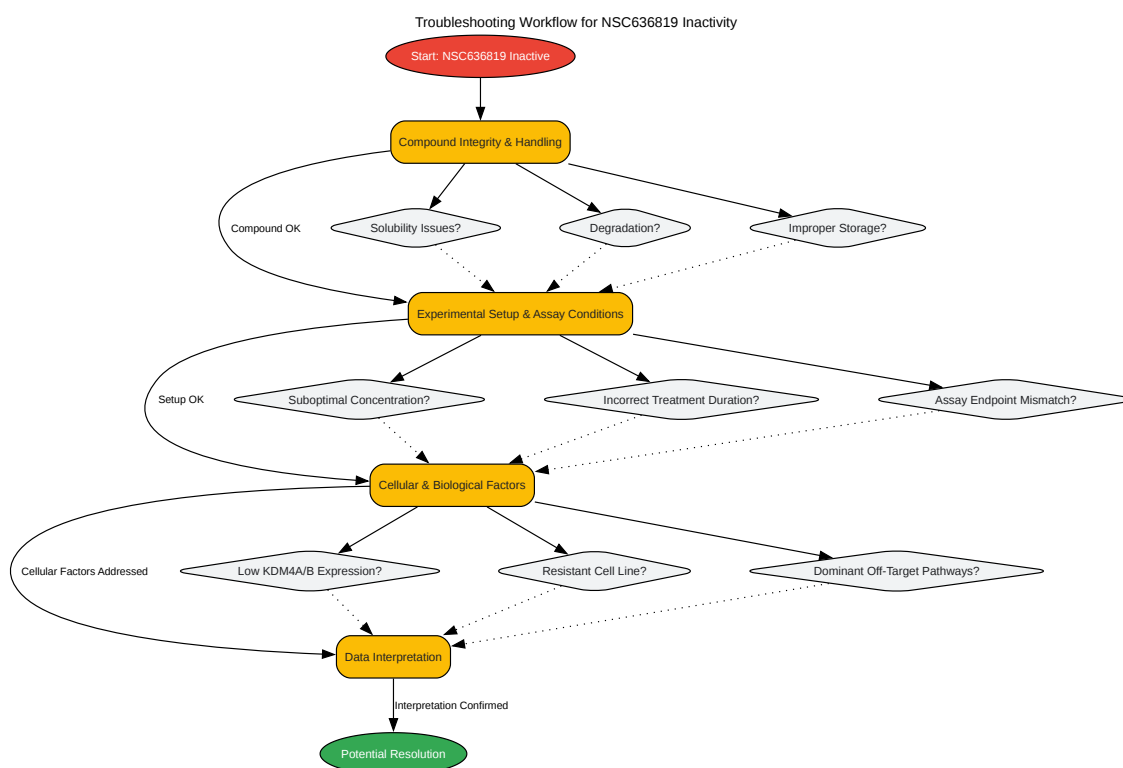 Troubleshooting Workflow for NSC636819 Inactivity
Start: NSC636819 Inactive
Compound Integrity & Handling
Compound OK
Solubility Issues?
Degradation?
Improper Storage?
Experimental Setup & Assay Conditions
Setup OK
Suboptimal Concentration?
Incorrect Treatment Duration?
Assay Endpoint Mismatch?
Cellular & Biological Factors
Cellular Factors Addressed
Low KDM4A/B Expression?
Resistant Cell Line?
Dominant Off-Target Pathways?
Data Interpretation
Interpretation Confirmed
Potential Resolution